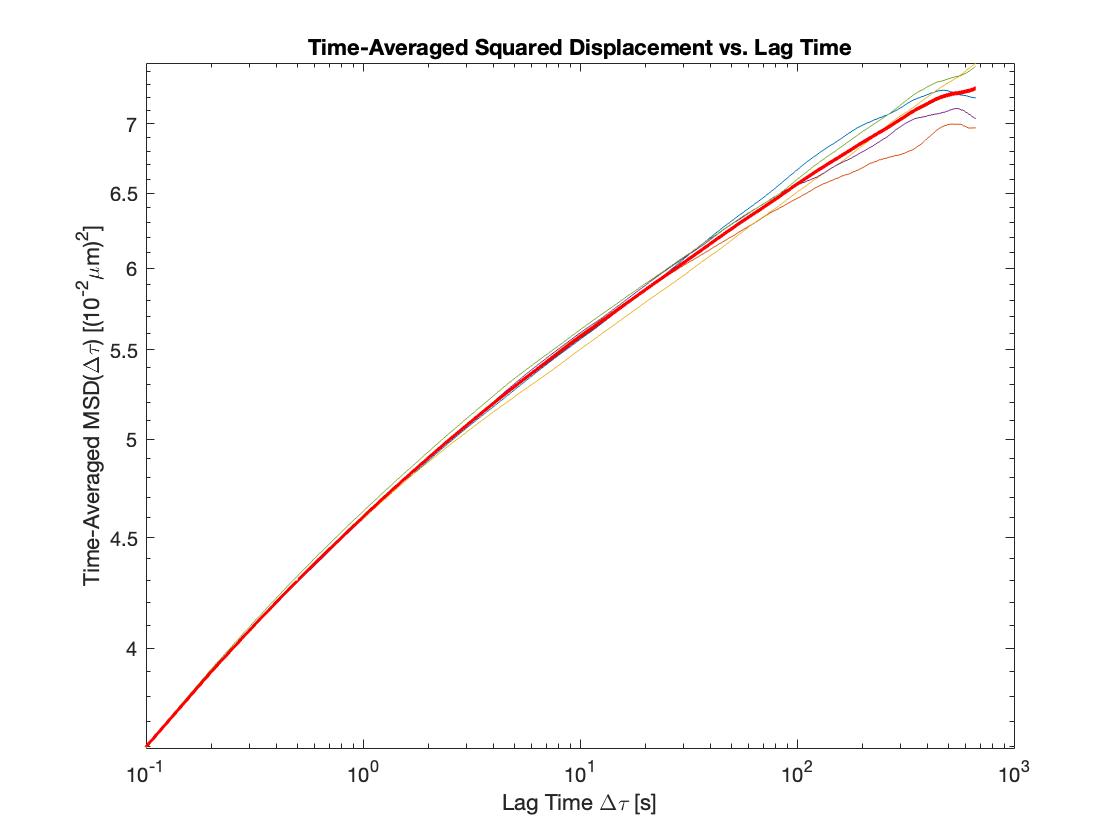 Time-Averaged Squared Displacement vs. Lag Time
Time-Averaged MSD(Δτ) [(10⁻²μm)²]
7
6.5
6
5.5
5
4.5
4
10⁻¹ 10⁰ 10¹ 10² 10³
Lag Time Δτ [s]